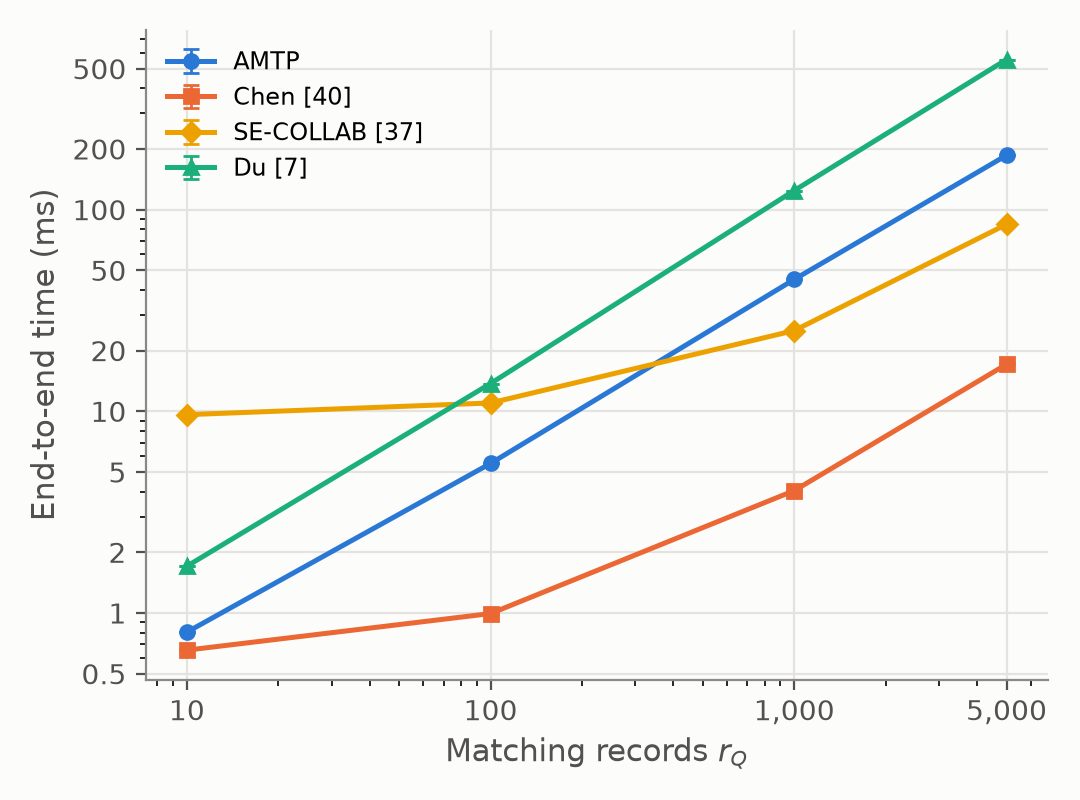 AMTP
Chen [40]
SE-COLLAB [37]
Du [7]
End-to-end time (ms)
500
200
100
50
20
10
5
2
1
0.5
10 100 1,000 5,000
Matching records r_Q